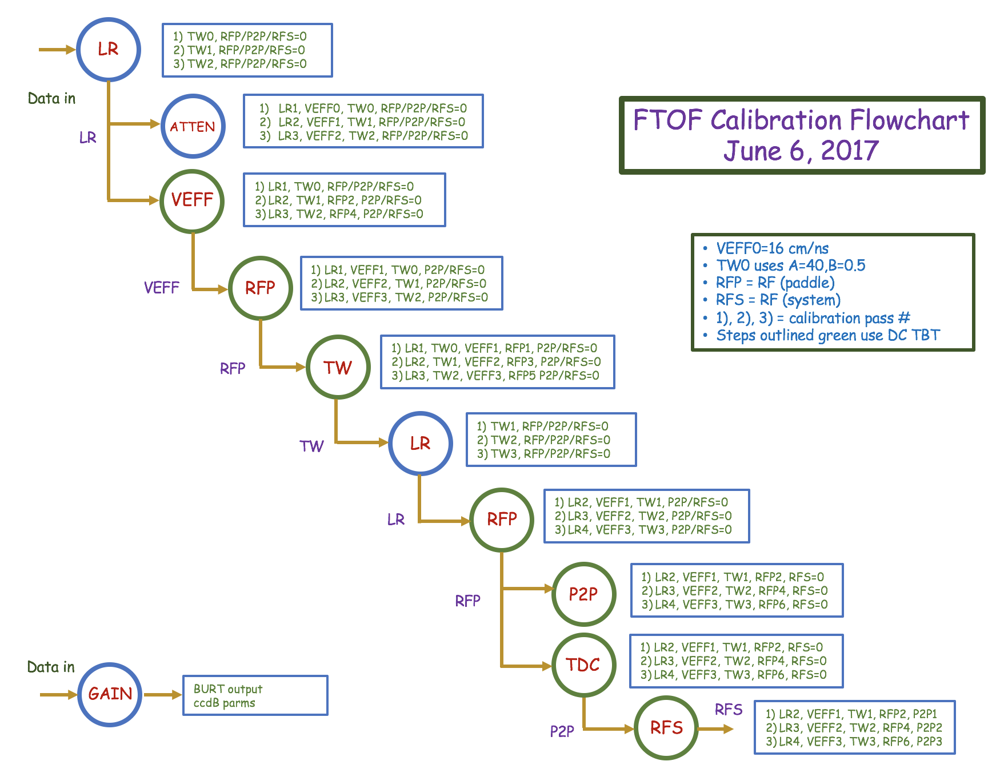 LR
1) TW0, RFP/P2P/RFS=0
2) TW1, RFP/P2P/RFS=0
3) TW2, RFP/P2P/RFS=0
Data in
LR
ATTEN
1) LR1, VEFF0, TW0, RFP/P2P/RFS=0
2) LR2, VEFF1, TW1, RFP/P2P/RFS=0
3) LR3, VEFF2, TW2, RFP/P2P/RFS=0
FTOF Calibration Flowchart
June 6, 2017
VEFF
1) LR1, TW0, RFP/P2P/RFS=0
2) LR2, TW1, RFP2, P2P/RFS=0
3) LR3, TW2, RFP4, P2P/RFS=0
• VEFF0=16 cm/ns
• TW0 uses A=40,B=0.5
• RFP = RF (paddle)
• RFS = RF (system)
• 1), 2), 3) = calibration pass #
• Steps outlined green use DC TBT
VEFF
RFP
1) LR1, VEFF1, TW0, P2P/RFS=0
2) LR2, VEFF2, TW1, P2P/RFS=0
3) LR3, VEFF3, TW2, P2P/RFS=0
RFP
TW
1) LR1, TW0, VEFF1, RFP1, P2P/RFS=0
2) LR2, TW1, VEFF2, RFP3, P2P/RFS=0
3) LR3, TW2, VEFF3, RFP5 P2P/RFS=0
TW
LR
1) TW1, RFP/P2P/RFS=0
2) TW2, RFP/P2P/RFS=0
3) TW3, RFP/P2P/RFS=0
LR
RFP
1) LR2, VEFF1, TW1, P2P/RFS=0
2) LR3, VEFF2, TW2, P2P/RFS=0
3) LR4, VEFF3, TW3, P2P/RFS=0
RFP
P2P
1) LR2, VEFF1, TW1, RFP2, RFS=0
2) LR3, VEFF2, TW2, RFP4, RFS=0
3) LR4, VEFF3, TW3, RFP6, RFS=0
TDC
1) LR2, VEFF1, TW1, RFP2, RFS=0
2) LR3, VEFF2, TW2, RFP4, RFS=0
3) LR4, VEFF3, TW3, RFP6, RFS=0
Data in
GAIN
BURT output
ccdB parms
P2P
RFS
RFS
1) LR2, VEFF1, TW1, RFP2, P2P1
2) LR3, VEFF2, TW2, RFP4, P2P2
3) LR4, VEFF3, TW3, RFP6, P2P3